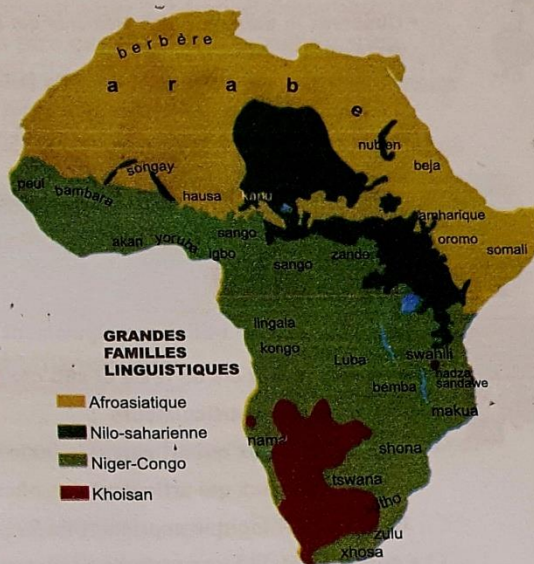 berbère
arabe
nubien
beja
songay
peul
bambara
hausa
kanu
amharique
oromo
somali
akan
yoruba
igbo
sango
sango
zande
lingala
kongo
Luba
swahili
hadza
sandawe
bemba
makua
GRANDES
FAMILLES
LINGUISTIQUES
Afroasiatique
Nilo-saharienne
Niger-Congo
Khoisan
nama
shona
tswana
zulu
xhosa